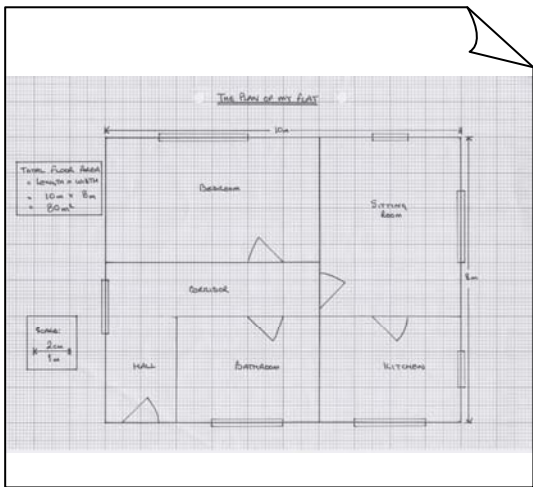 THE PLAN OF MY FLAT
10m
TOTAL FLOOR AREA
= LENGTH × WIDTH
= 10m × 8m
= 80m²
BEDROOM
SITTING
ROOM
8m
CORRIDOR
SCALE:
2cm
1m
HALL
BATHROOM
KITCHEN